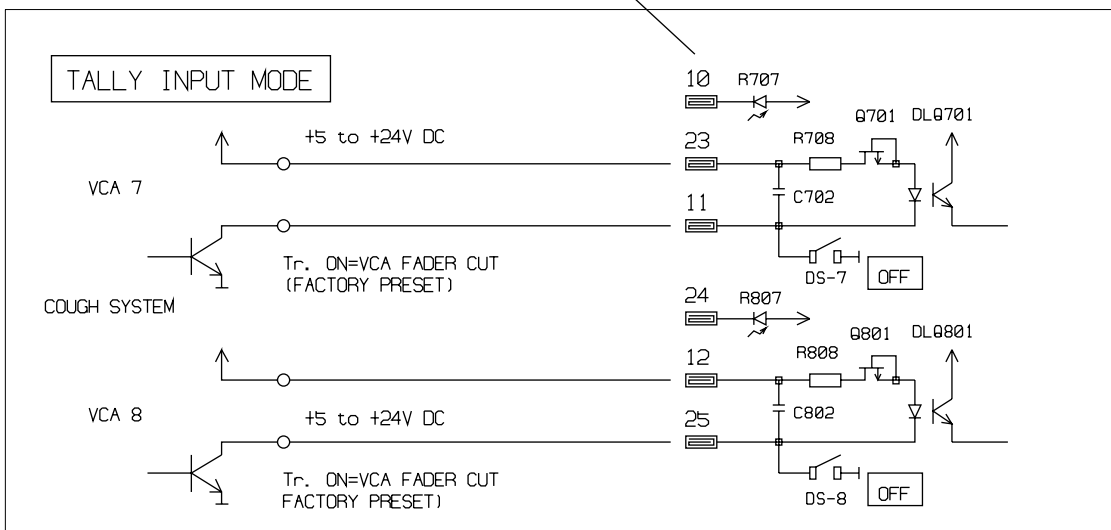 TALLY INPUT MODE
10 R707
+5 to +24V DC
23 R708 Q701 DLQ701
VCA 7
C702
11
Tr. ON=VCA FADER CUT
(FACTORY PRESET)
DS-7 OFF
COUGH SYSTEM
24 R807
12 R808 Q801 DLQ801
VCA 8
+5 to +24V DC
C802
25
Tr. ON=VCA FADER CUT
FACTORY PRESET)
DS-8 OFF